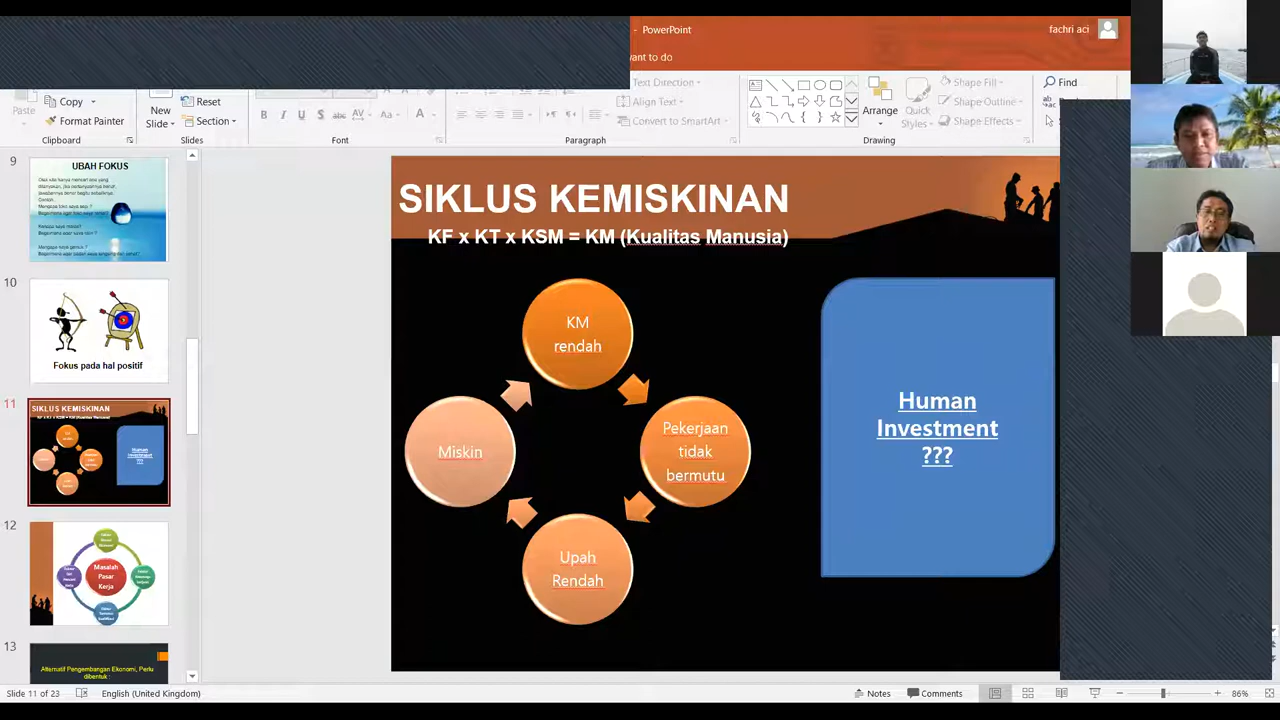 - PowerPoint
fachri aci
want to do
Paste
Copy
Format Painter
Clipboard
New
Slide
Reset
Section
Slides
Font
Text Direction
Align Text
Convert to SmartArt
Paragraph
Arrange
Quick
Styles
Shape Fill
Shape Outline
Shape Effects
Drawing
Find
9
UBAH FOKUS
10
Fokus pada hal positif
11
SIKLUS KEMISKINAN
Human
Investment
???
12
Masalah
Pasar
Kerja
13
Alternatif Pengembangan Ekonomi, Perlu
dibentuk :
SIKLUS KEMISKINAN
KF x KT x KSM = KM (Kualitas Manusia)
KM
rendah
Pekerjaan
tidak
bermutu
Upah
Rendah
Miskin
Human
Investment
???
Slide 11 of 23
English (United Kingdom)
Notes
Comments
86%